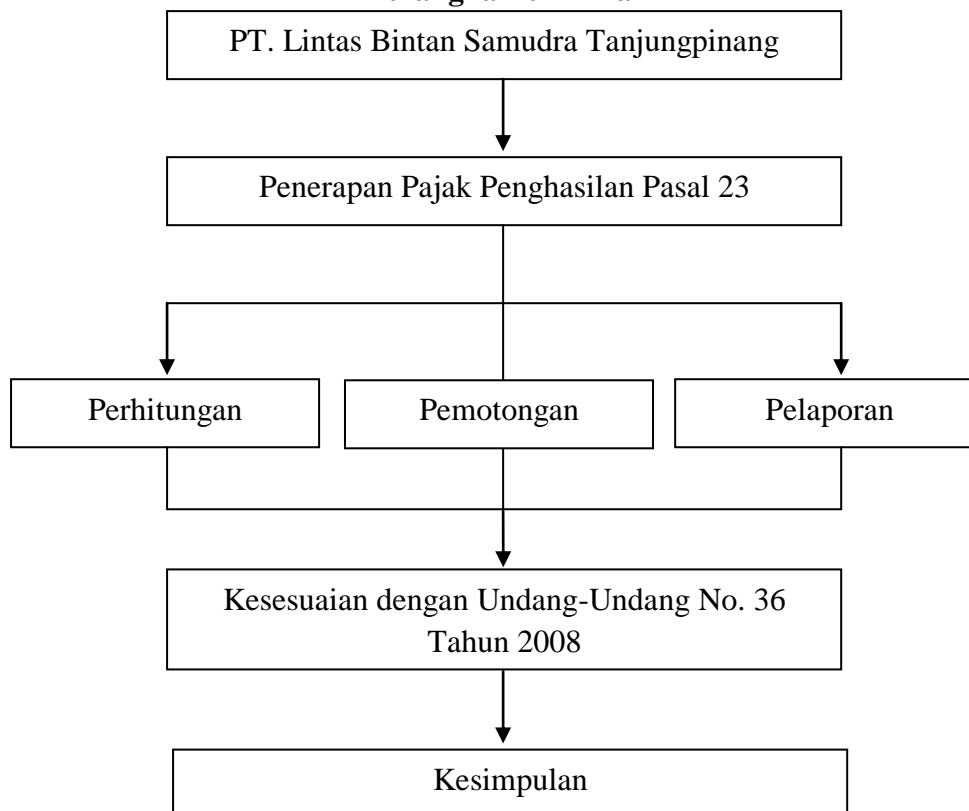 PT. Lintas Bintan Samudra Tanjungpinang
Penerapan Pajak Penghasilan Pasal 23
Perhitungan
Pemotongan
Pelaporan
Kesesuaian dengan Undang-Undang No. 36
Tahun 2008
Kesimpulan